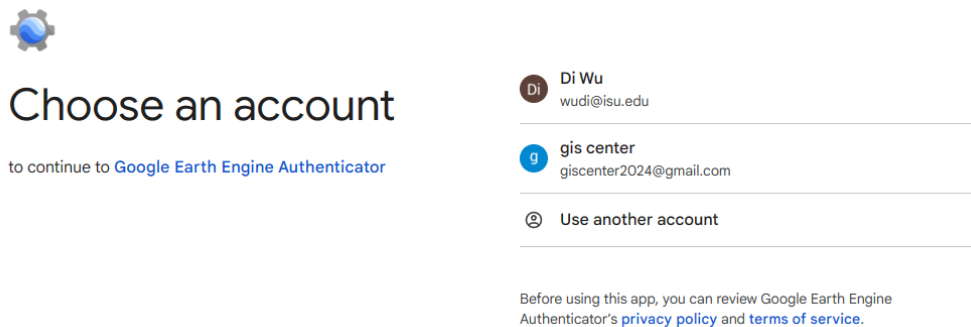 Choose an account
to continue to Google Earth Engine Authenticator
Di
Di Wu
wudi@isu.edu
g
gis center
giscenter2024@gmail.com
Use another account
Before using this app, you can review Google Earth Engine
Authenticator's privacy policy and terms of service.